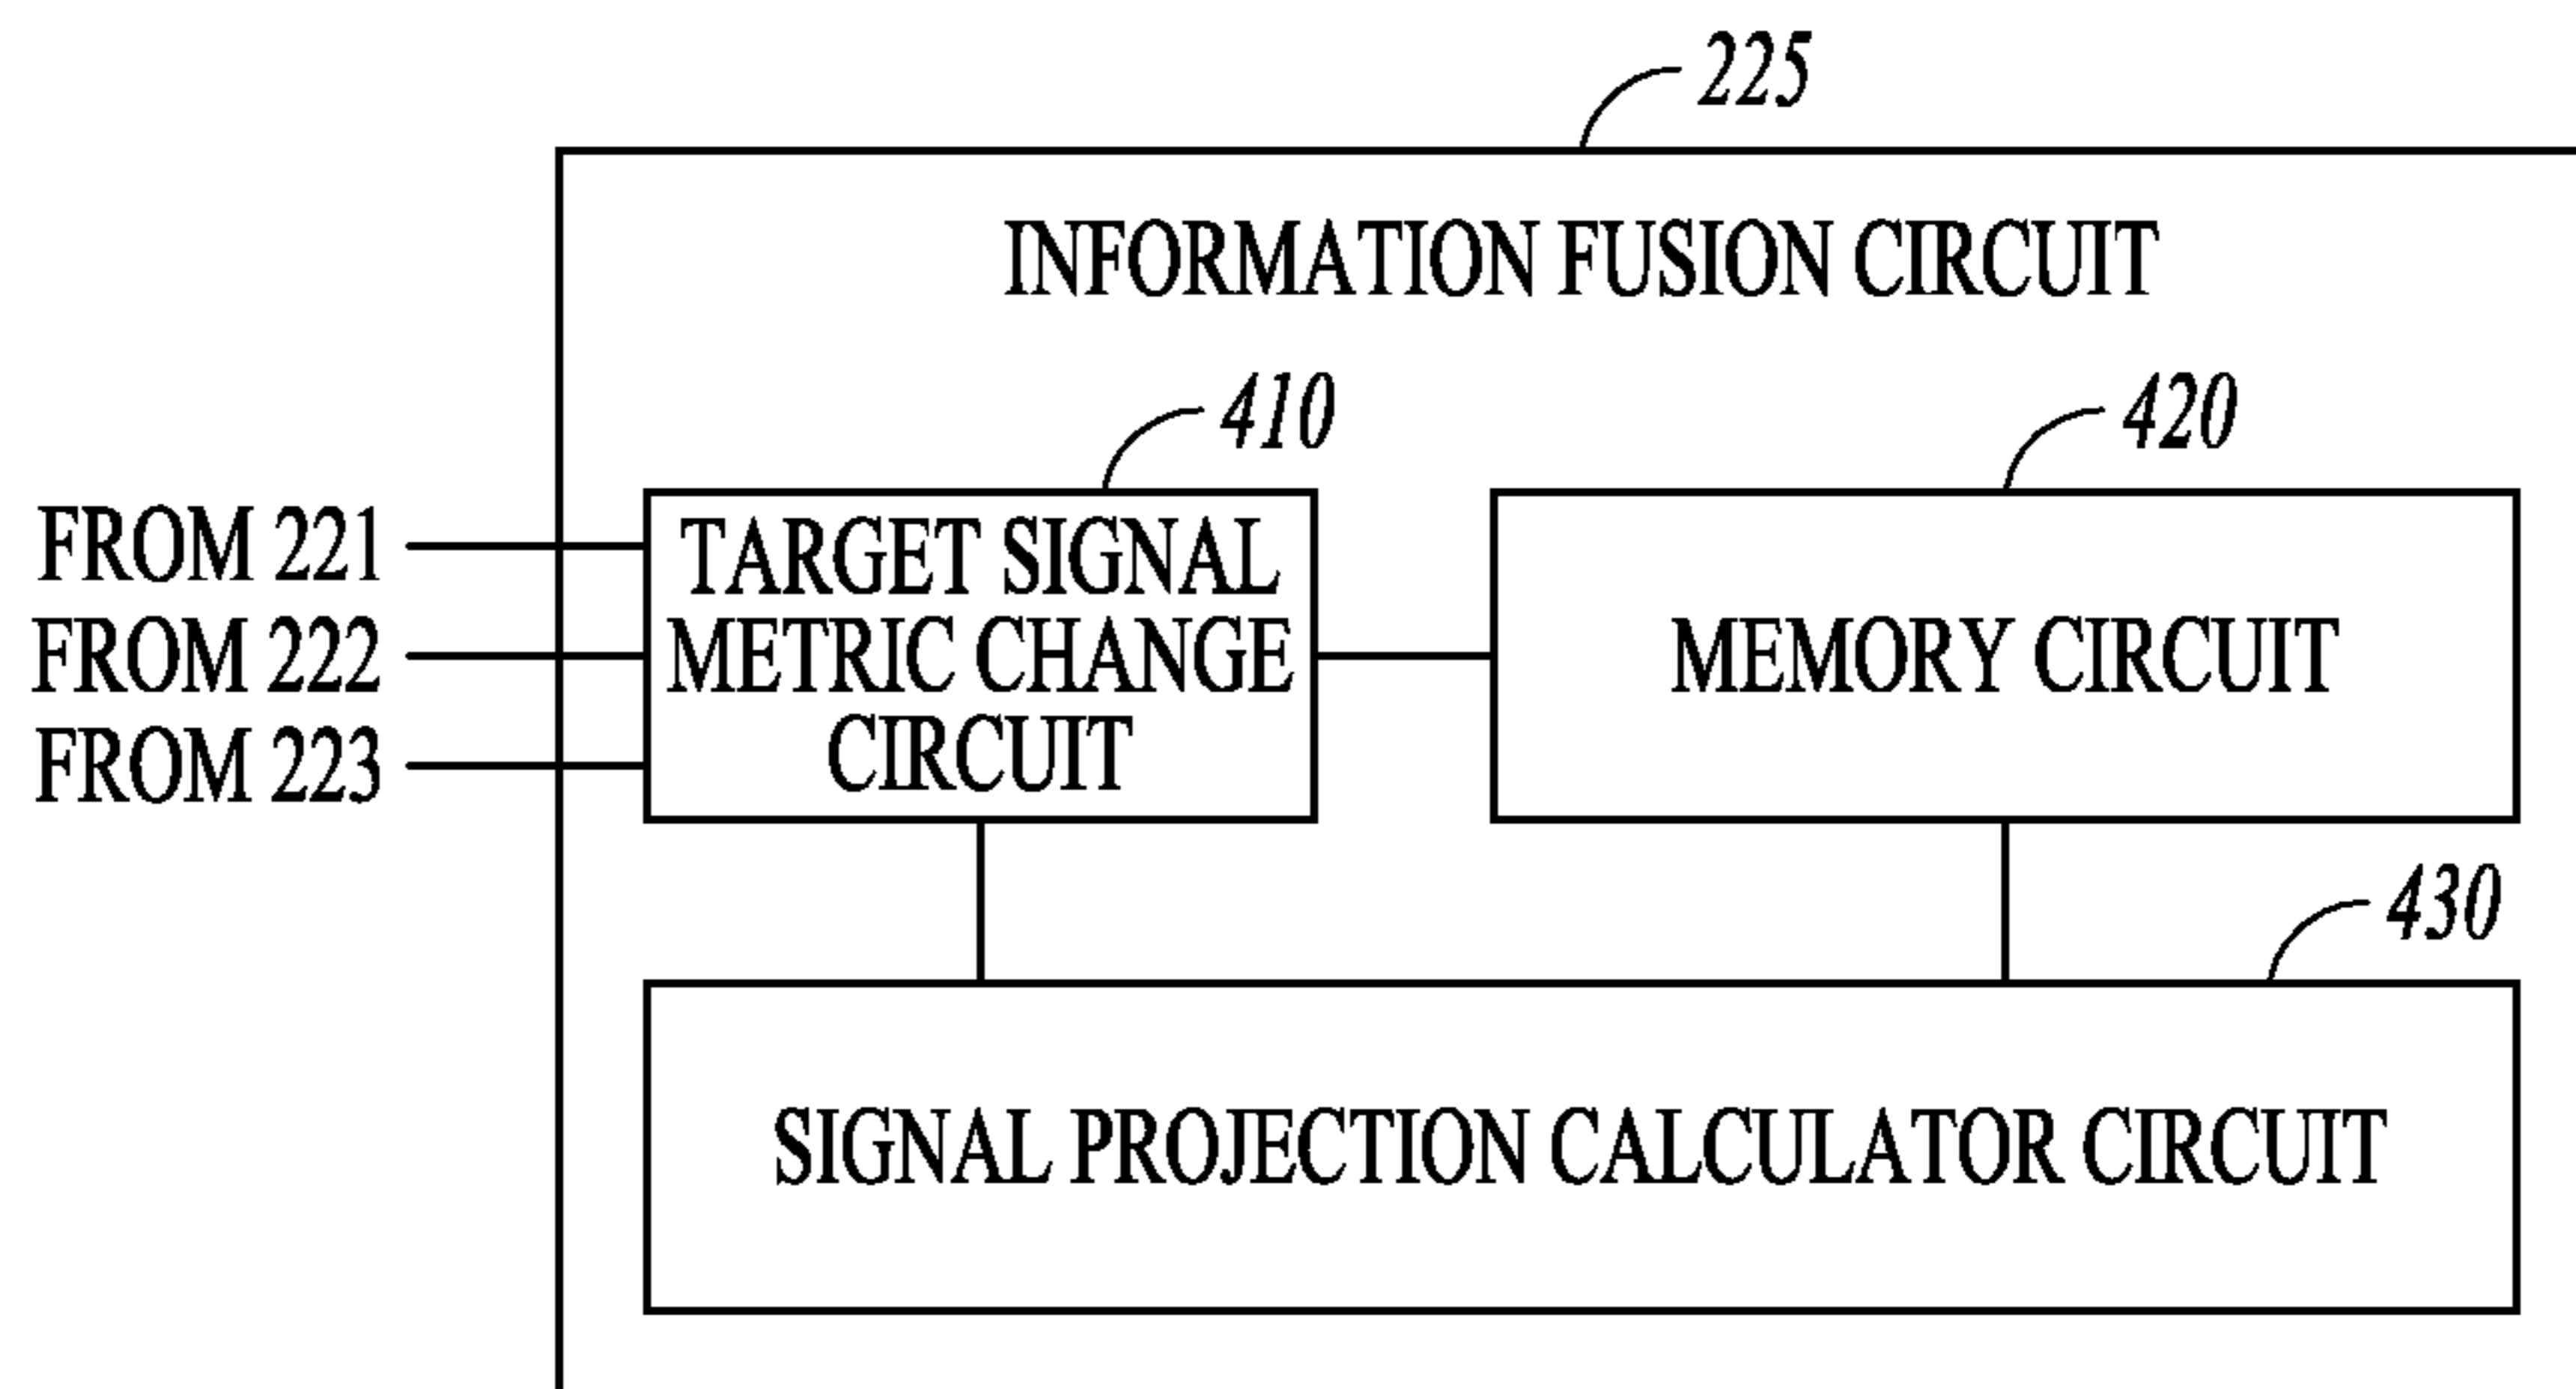 225
INFORMATION FUSION CIRCUIT
410
420
FROM 221
FROM 222
FROM 223
TARGET SIGNAL
METRIC CHANGE
CIRCUIT
MEMORY CIRCUIT
430
SIGNAL PROJECTION CALCULATOR CIRCUIT